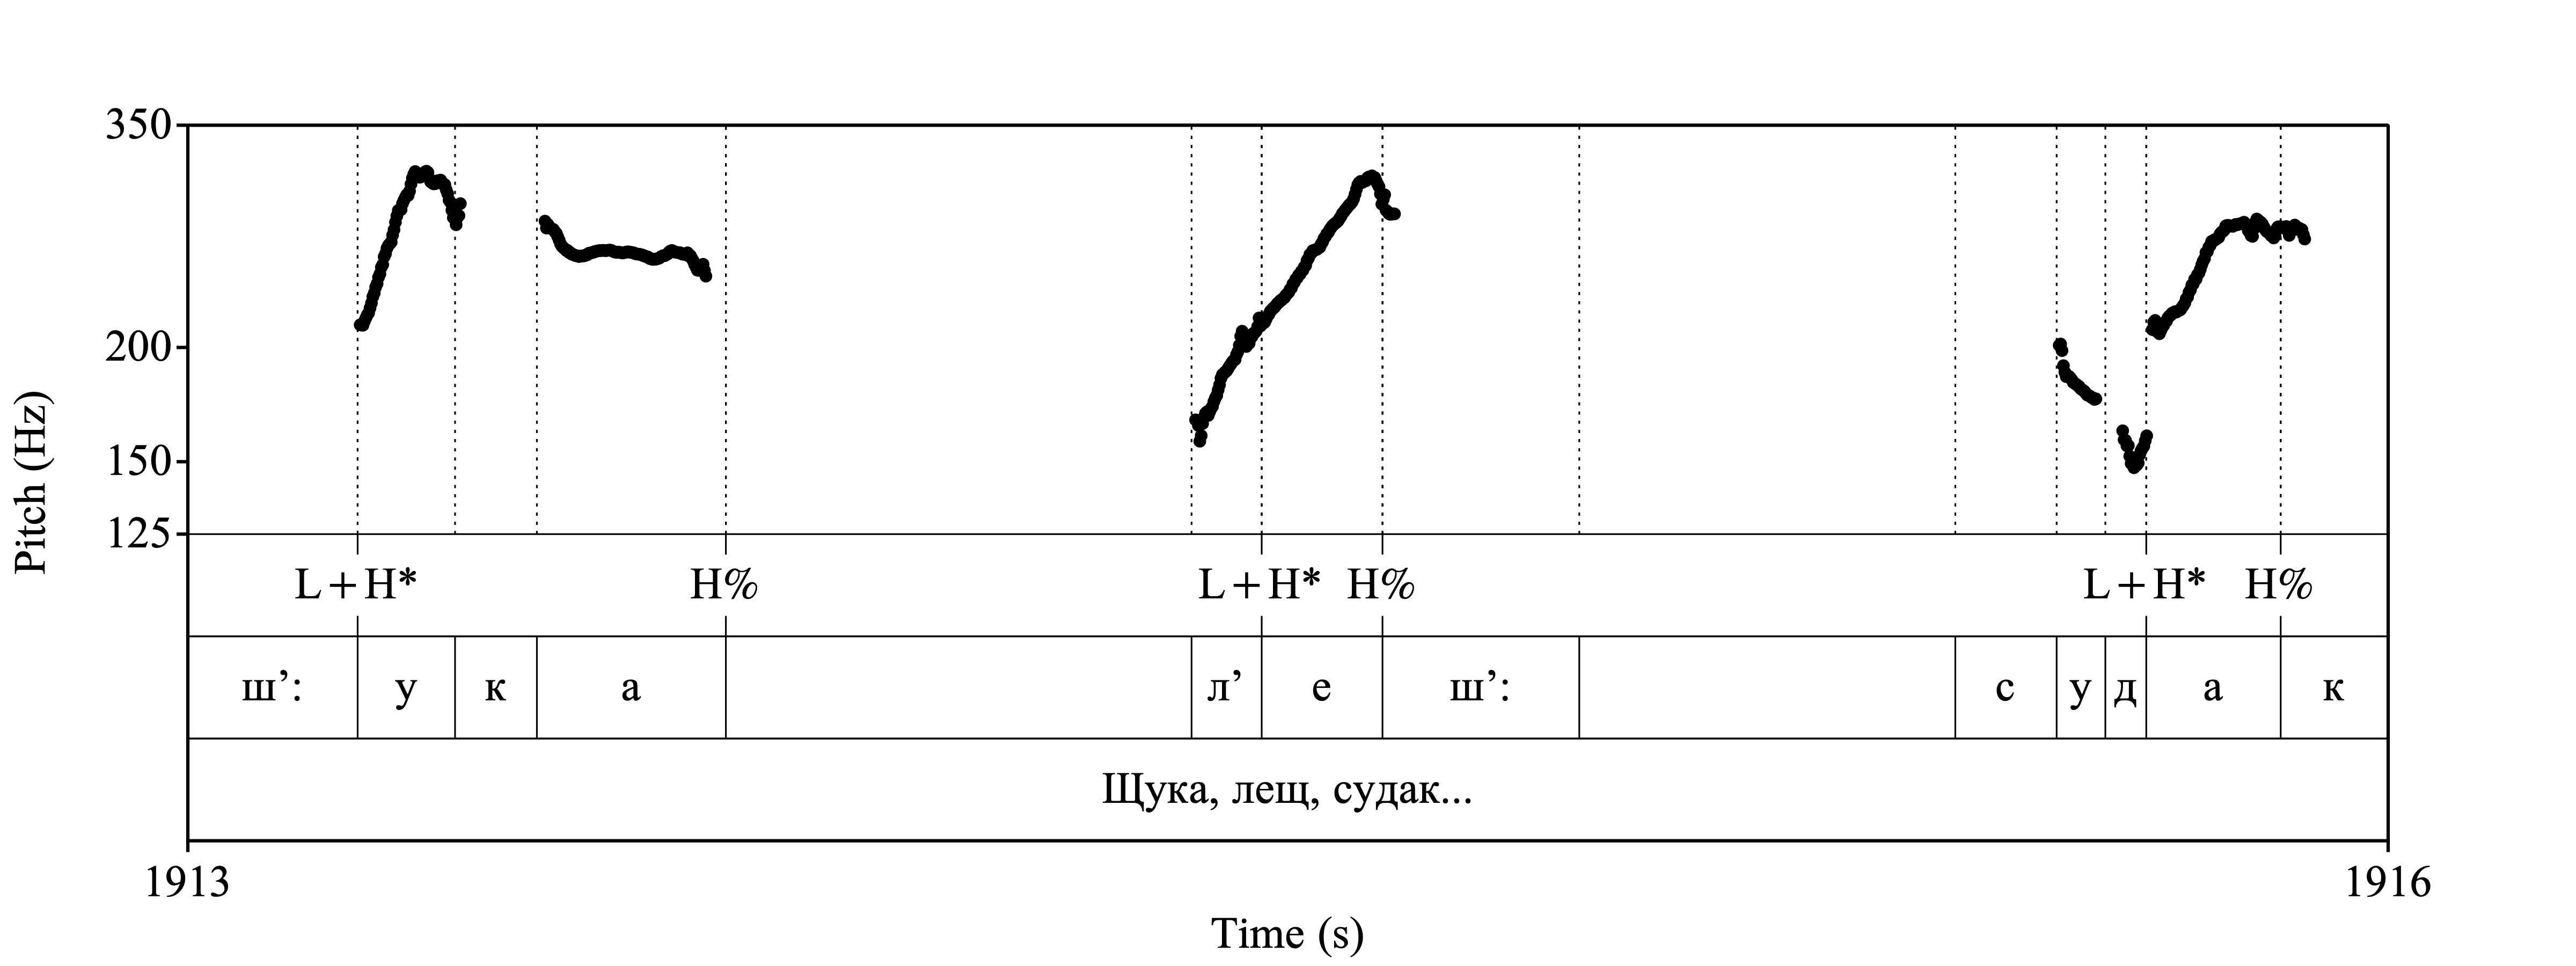 350
200
150
125
Pitch (Hz)
L+H* H% L+H* H% L+H* H%
ш’: у к а л’ е ш’: с у д а к
Щука, лещ, судак...
1913 1916
Time (s)